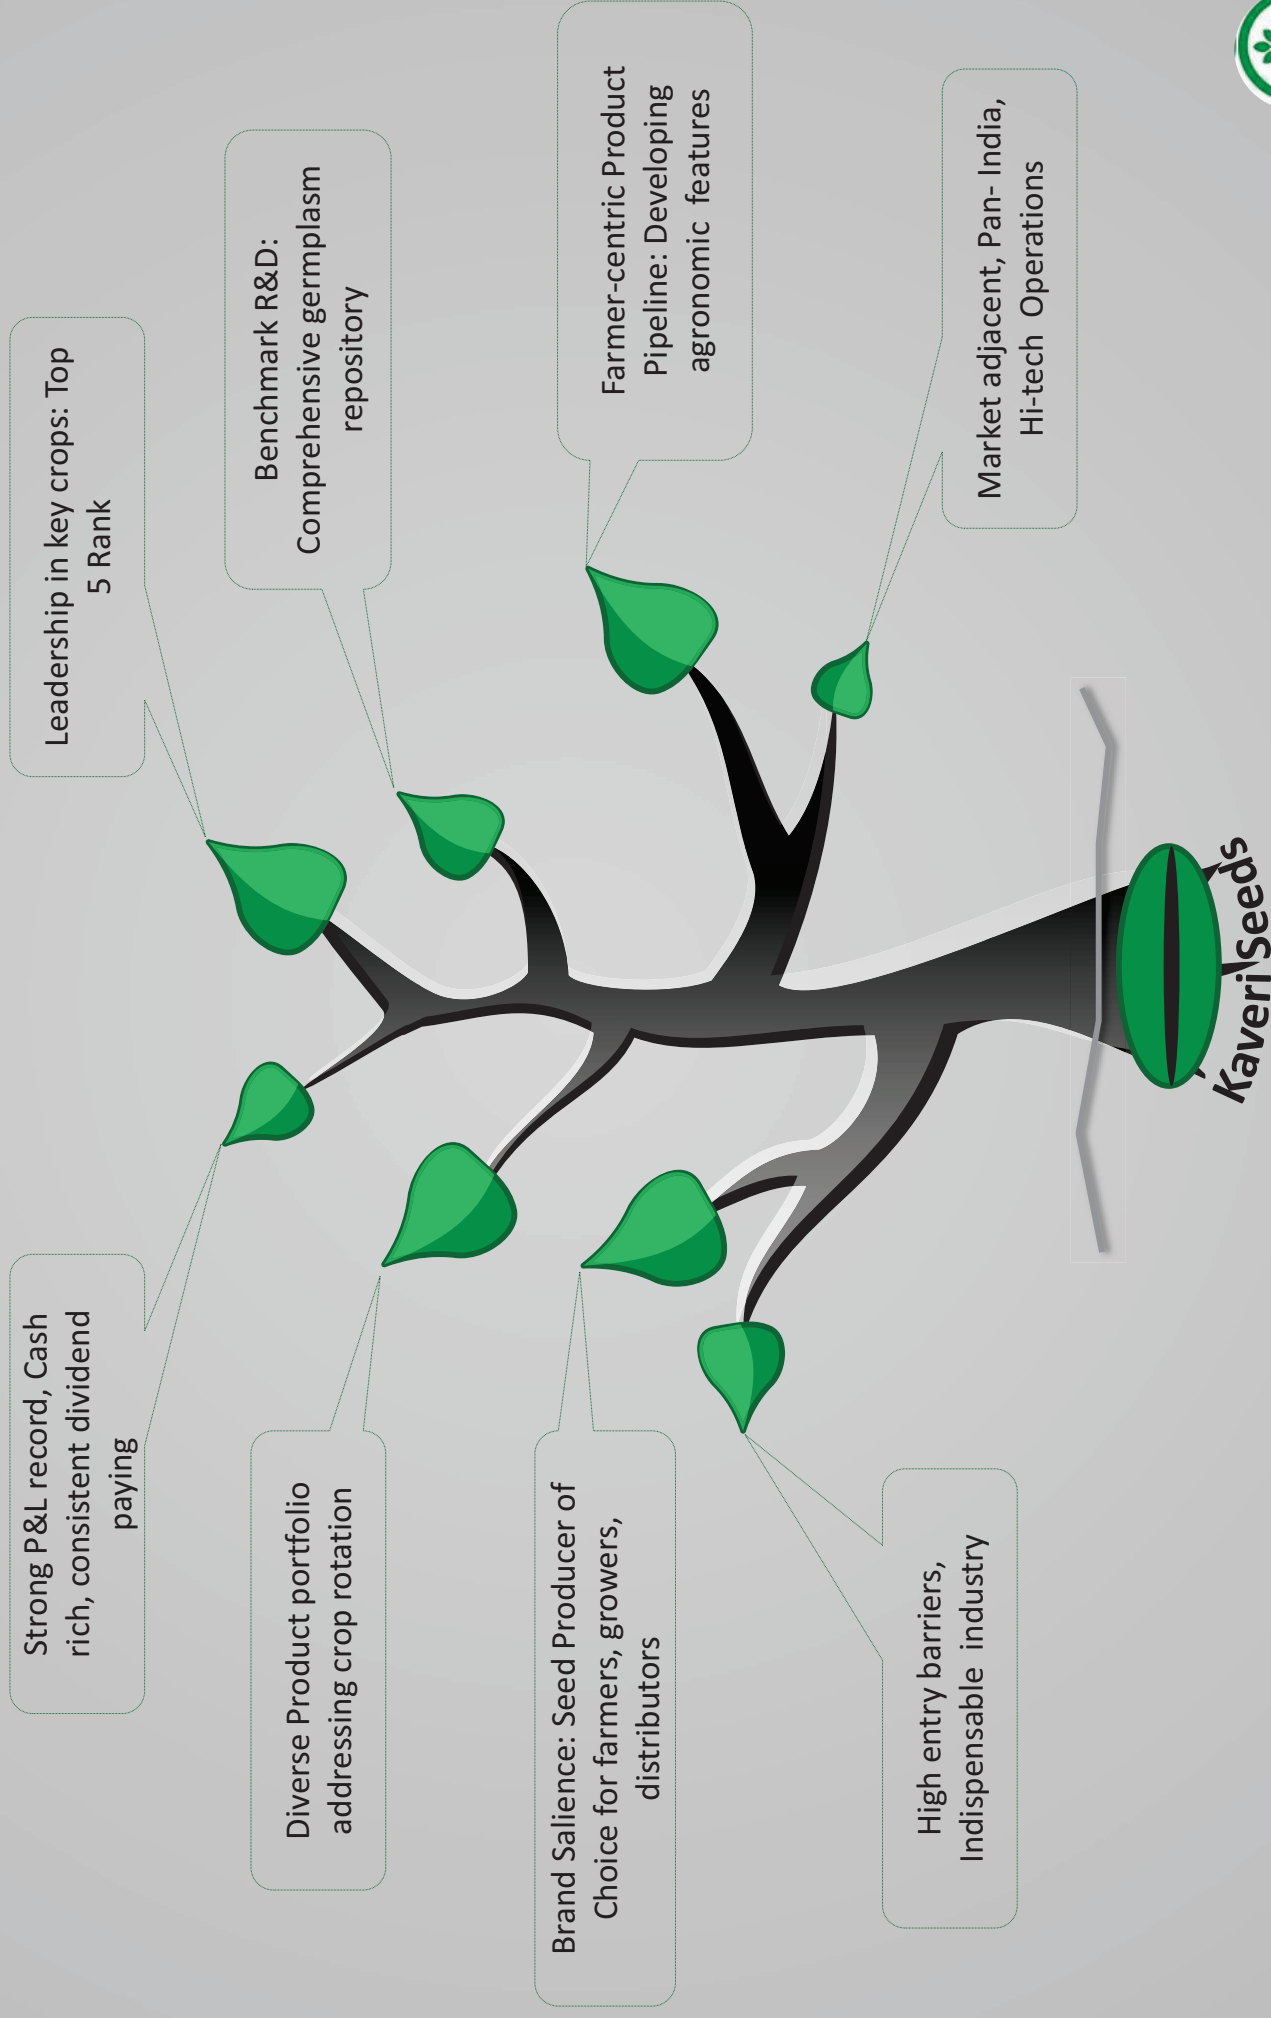 Strong P&L record, Cash
rich, consistent dividend
paying
Leadership in key crops: Top
5 Rank
Diverse Product portfolio
addressing crop rotation
Benchmark R&D:
Comprehensive germplasm
repository
Brand Salience: Seed Producer of
Choice for farmers, growers,
distributors
Farmer-centric Product
Pipeline: Developing
agronomic features
High entry barriers,
Indispensable industry
Market adjacent, Pan- India,
Hi-tech Operations
Kaveri Seeds